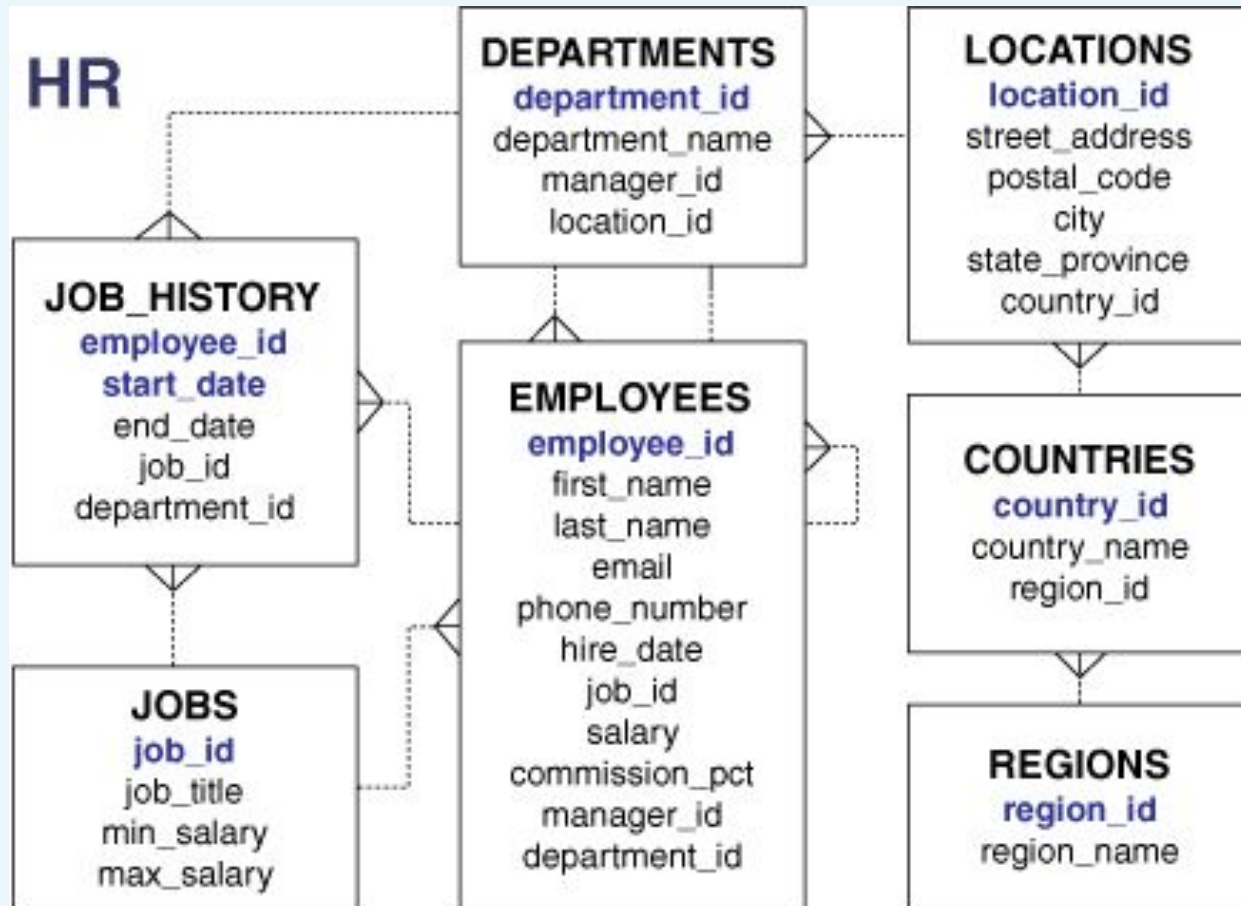 HR
DEPARTMENTS
department_id
department_name
manager_id
location_id
LOCATIONS
location_id
street_address
postal_code
city
state_province
country_id
JOB_HISTORY
employee_id
start_date
end_date
job_id
department_id
EMPLOYEES
employee_id
first_name
last_name
email
phone_number
hire_date
job_id
salary
commission_pct
manager_id
department_id
COUNTRIES
country_id
country_name
region_id
JOBS
job_id
job_title
min_salary
max_salary
REGIONS
region_id
region_name